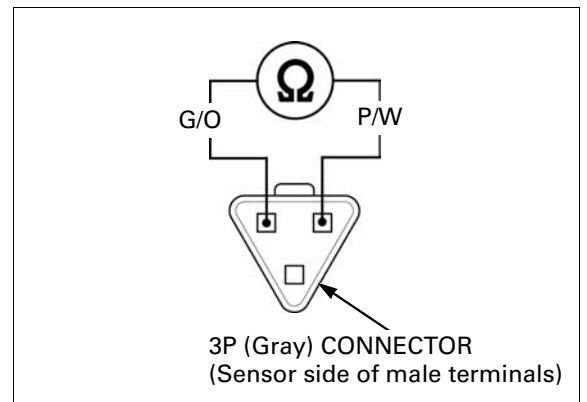 Ω
G/O
P/W
3P (Gray) CONNECTOR
(Sensor side of male terminals)